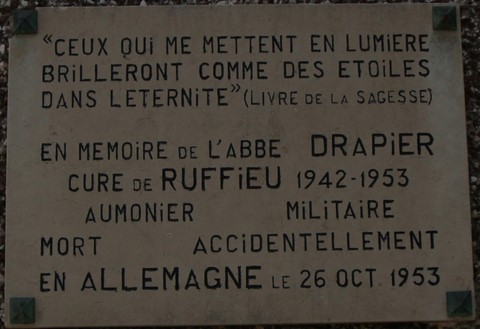 «CEUX QUI ME METTENT EN LUMIERE
BRILLERONT COMME DES ETOILES
DANS LETERNITE" (LIVRE DE LA SAGESSE)
EN MEMOIRE DE L'ABBE DRAPIER
CURE DE RUFFIEU 1942-1953
AUMONIER MILITAIRE
MORT ACCIDENTELLEMENT
EN ALLEMAGNE LE 26 OCT. 1953